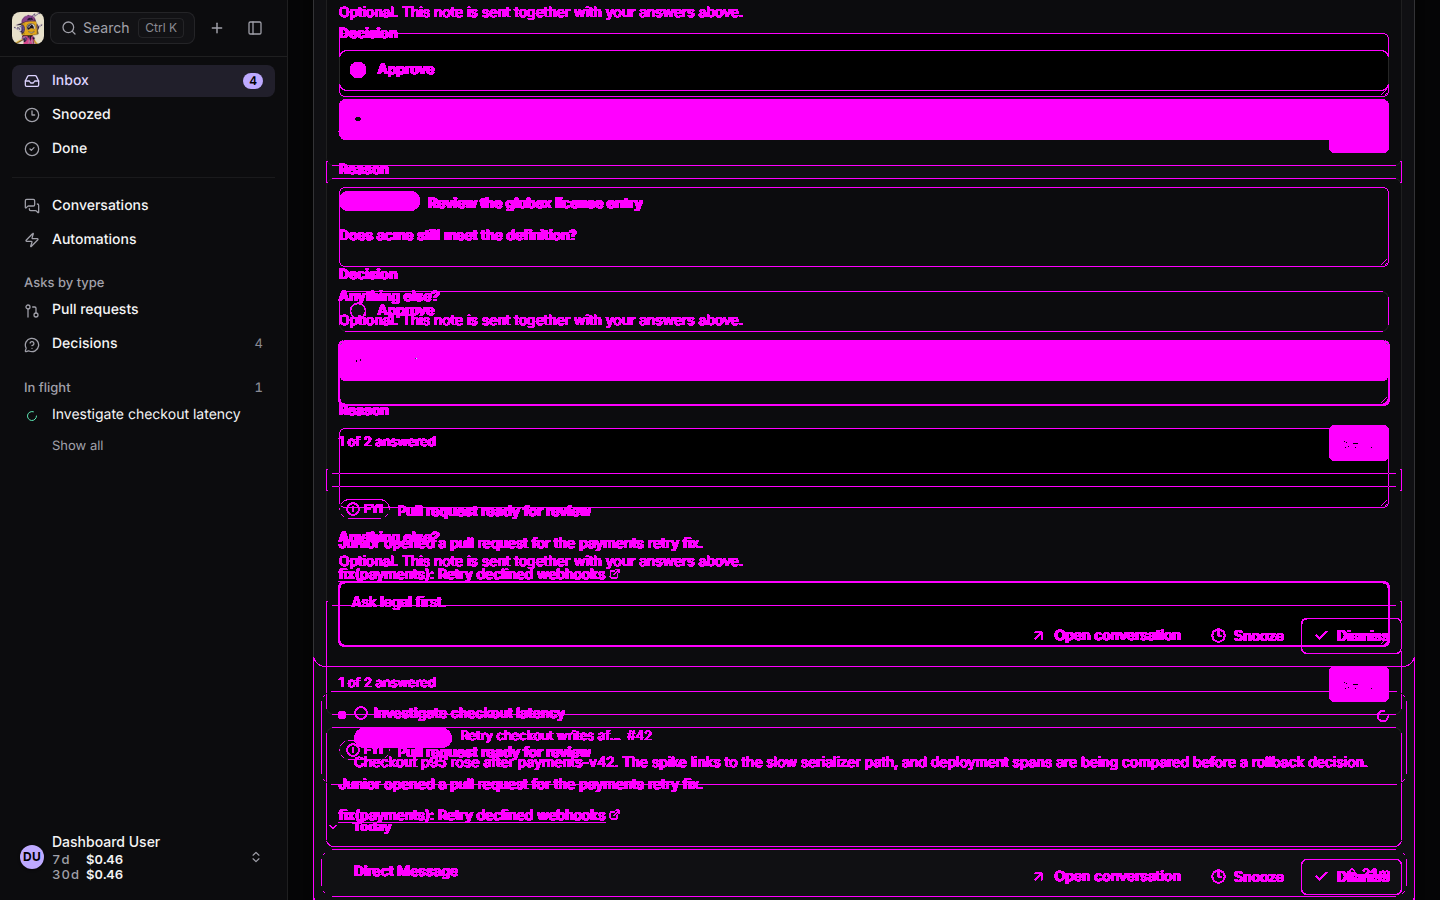 Search Ctrl K
Inbox 4
Snoozed
Done
Conversations
Automations
Asks by type
Pull requests
Decisions 4
In flight 1
Investigate checkout latency
Show all
DU Dashboard User
7d $0.46
30d $0.46
Optional. This note is sent together with your answers above.
Decision
Approve
Reason
Review the globex license entry
Does acme still meet the definition?
Decision
Anything else?
Approve
Optional. This note is sent together with your answers above.
Reason
1 of 2 answered
FYI Pull request ready for review
Anything else?
Junior opened a pull request for the payments retry fix.
Optional. This note is sent together with your answers above.
fix(payments): Retry declined webhooks
Ask legal first.
Open conversation Snooze Dismiss
1 of 2 answered
Investigate checkout latency
Retry checkout writes af... #42
FYI Pull request ready for review
Checkout p95 rose after payments-v42. The spike links to the slow serializer path, and deployment spans are being compared before a rollback decision.
Junior opened a pull request for the payments retry fix.
fix(payments): Retry declined webhooks
Today
Direct Message
Open conversation Snooze Dismiss